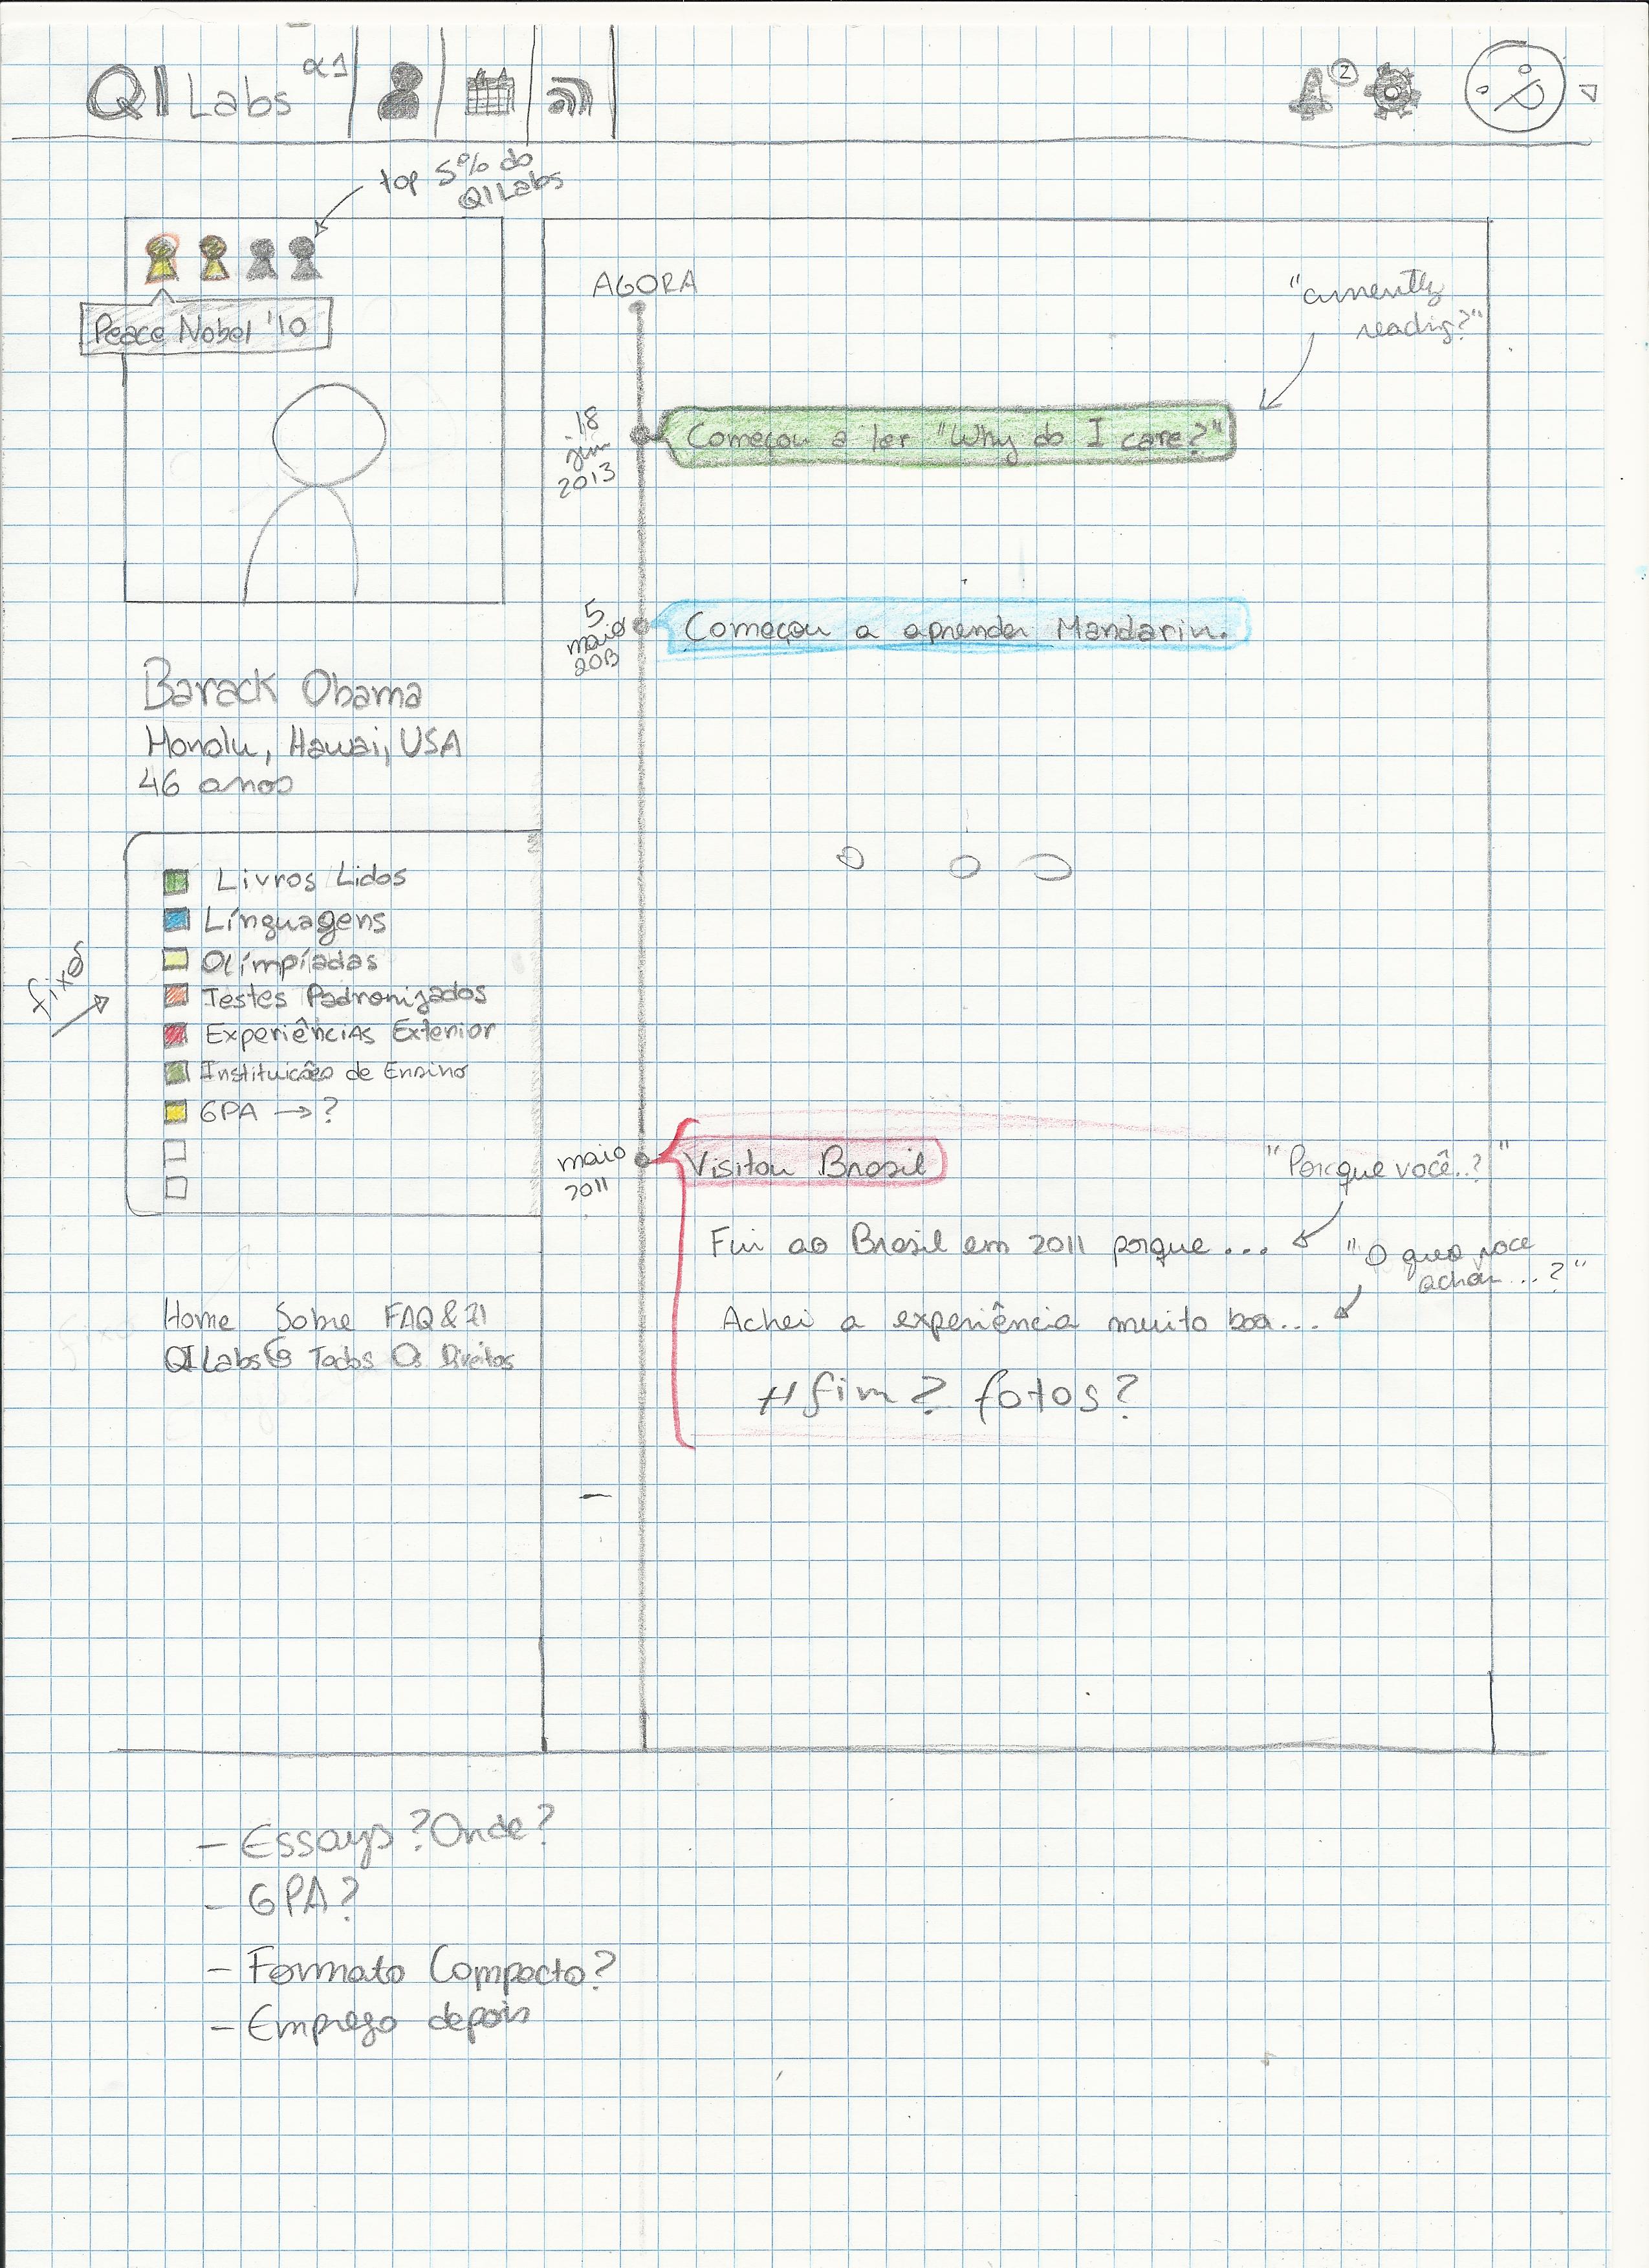 QI Labs α1
2
top 5% do
QI Labs
Peace Nobel '10
AGORA
"currently
reading?"
18
jun
2013
Começou a ler "Why do I care?"
5
maio
2013
Começou a aprender Mandarin.
Barack Obama
Honolu, Hawai, USA
46 anos
fixo
Livros Lidos
Línguagens
Olímpíadas
Testes Padronizados
Experiências Exterior
Instituicões de Ensino
GPA → ?
maio
2011
Visitou Brasil
"Porque você..?"
Fui ao Brasil em 2011 porque ...
"O que você
achou ...?"
Achei a experiência muito boa...
fim? fotos?
Home Sobre FAQ &
QI Labs © Todos Os Direitos
- Essays? Onde?
- GPA?
- Formato Compacto?
- Emprego depois